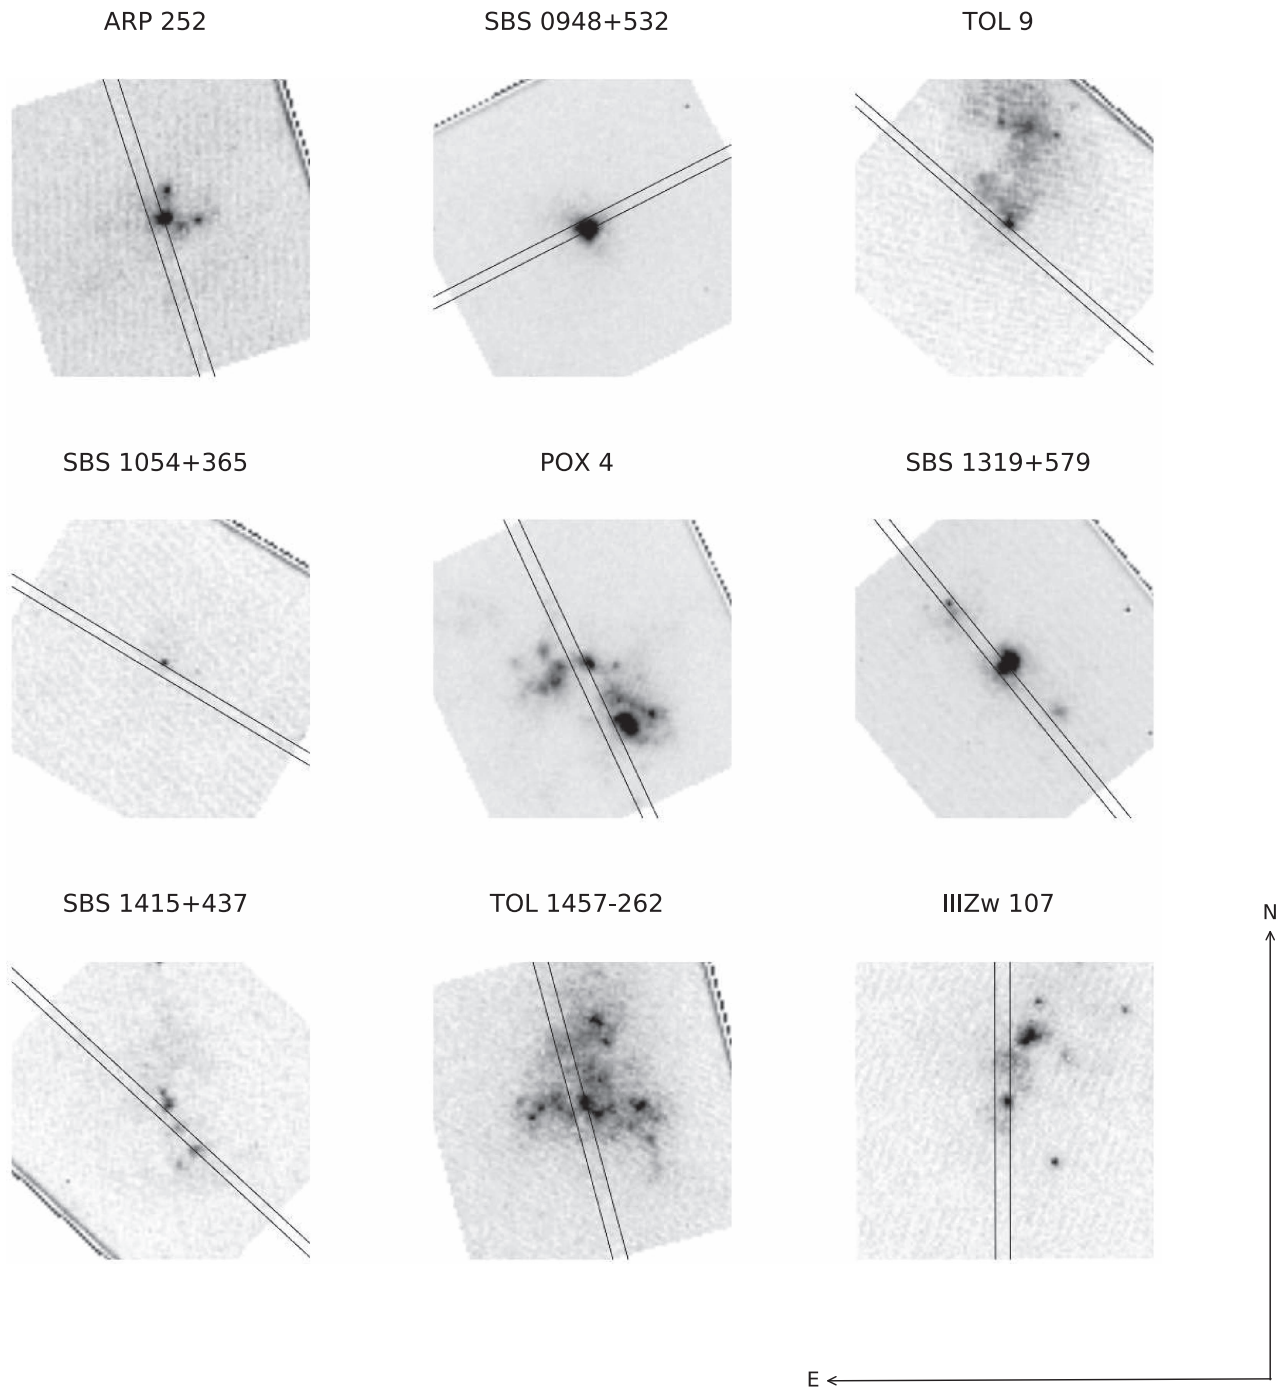 ARP 252
SBS 0948+532
TOL 9
SBS 1054+365
POX 4
SBS 1319+579
SBS 1415+437
TOL 1457-262
IIIZw 107
N
E